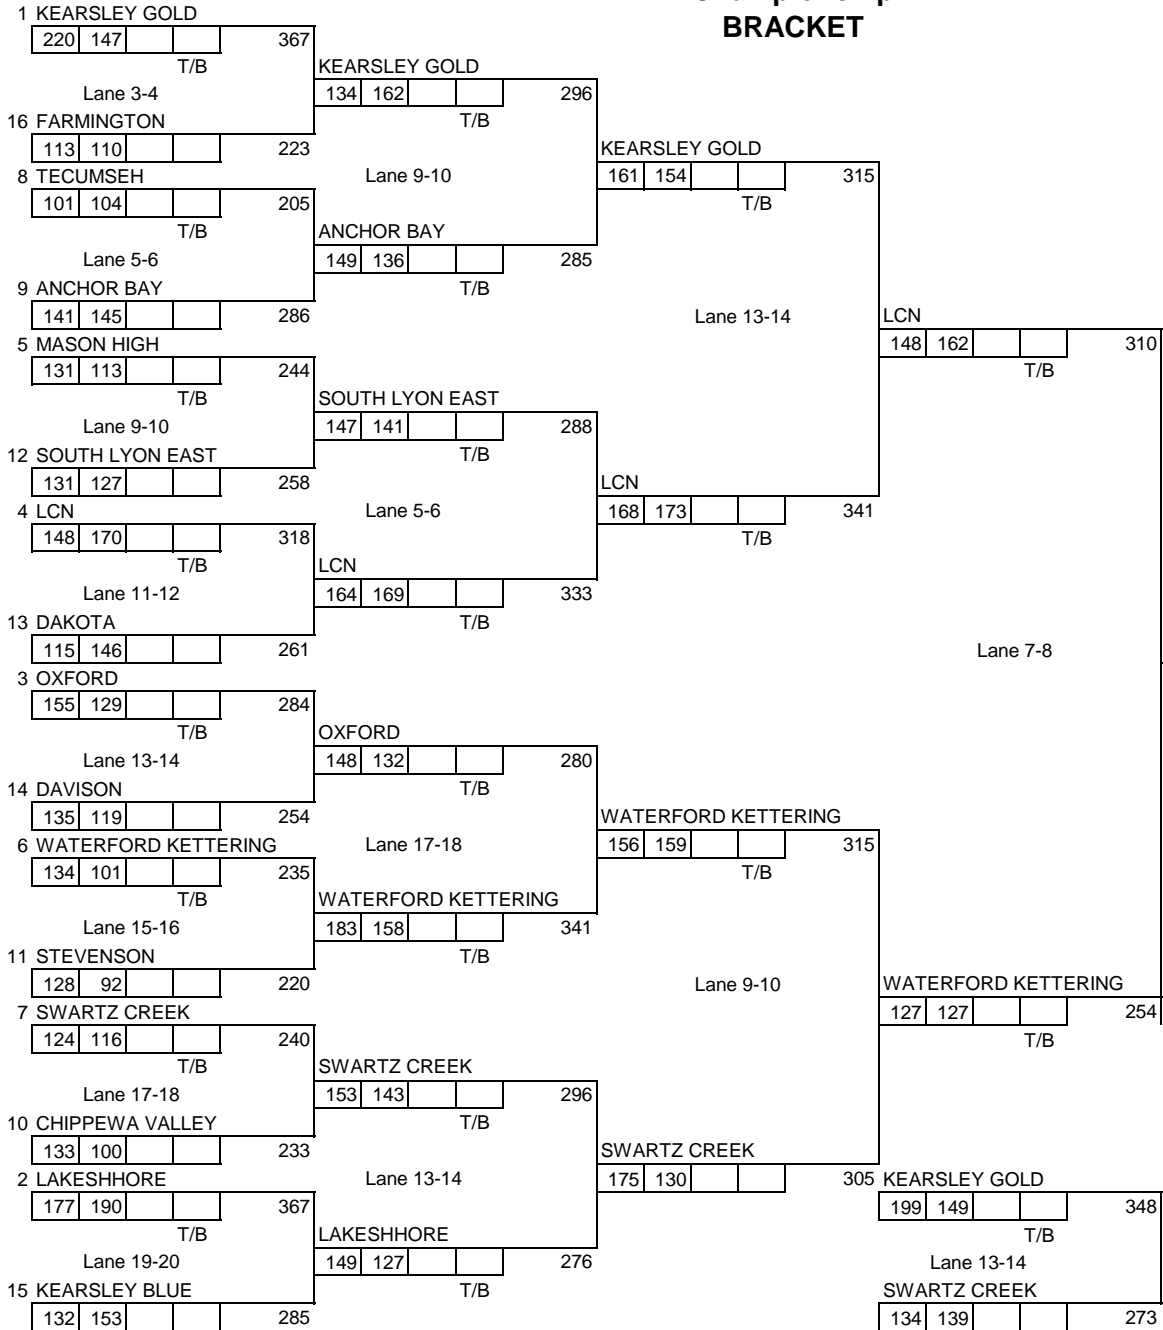 BRACKET
1 KEARSLEY GOLD
220 147 367
T/B
Lane 3-4
16 FARMINGTON
113 110 223
8 TECUMSEH
101 104 205
T/B
Lane 5-6
9 ANCHOR BAY
141 145 286
5 MASON HIGH
131 113 244
T/B
Lane 9-10
12 SOUTH LYON EAST
131 127 258
4 LCN
148 170 318
T/B
Lane 11-12
13 DAKOTA
115 146 261
3 OXFORD
155 129 284
T/B
Lane 13-14
14 DAVISON
135 119 254
6 WATERFORD KETTERING
134 101 235
T/B
Lane 15-16
11 STEVENSON
128 92 220
7 SWARTZ CREEK
124 116 240
T/B
Lane 17-18
10 CHIPPEWA VALLEY
133 100 233
2 LAKESHHORE
177 190 367
T/B
Lane 19-20
15 KEARSLEY BLUE
132 153 285
KEARSLEY GOLD
134 162 296
T/B
Lane 9-10
ANCHOR BAY
149 136 285
T/B
SOUTH LYON EAST
147 141 288
T/B
Lane 5-6
LCN
164 169 333
T/B
OXFORD
148 132 280
T/B
Lane 17-18
WATERFORD KETTERING
183 158 341
T/B
SWARTZ CREEK
153 143 296
T/B
Lane 13-14
LAKESHHORE
149 127 276
T/B
KEARSLEY GOLD
161 154 315
T/B
Lane 13-14
LCN
168 173 341
T/B
WATERFORD KETTERING
156 159 315
T/B
Lane 9-10
SWARTZ CREEK
175 130 305
LCN
148 162 310
T/B
Lane 7-8
WATERFORD KETTERING
127 127 254
T/B
KEARSLEY GOLD
199 149 348
T/B
Lane 13-14
SWARTZ CREEK
134 139 273